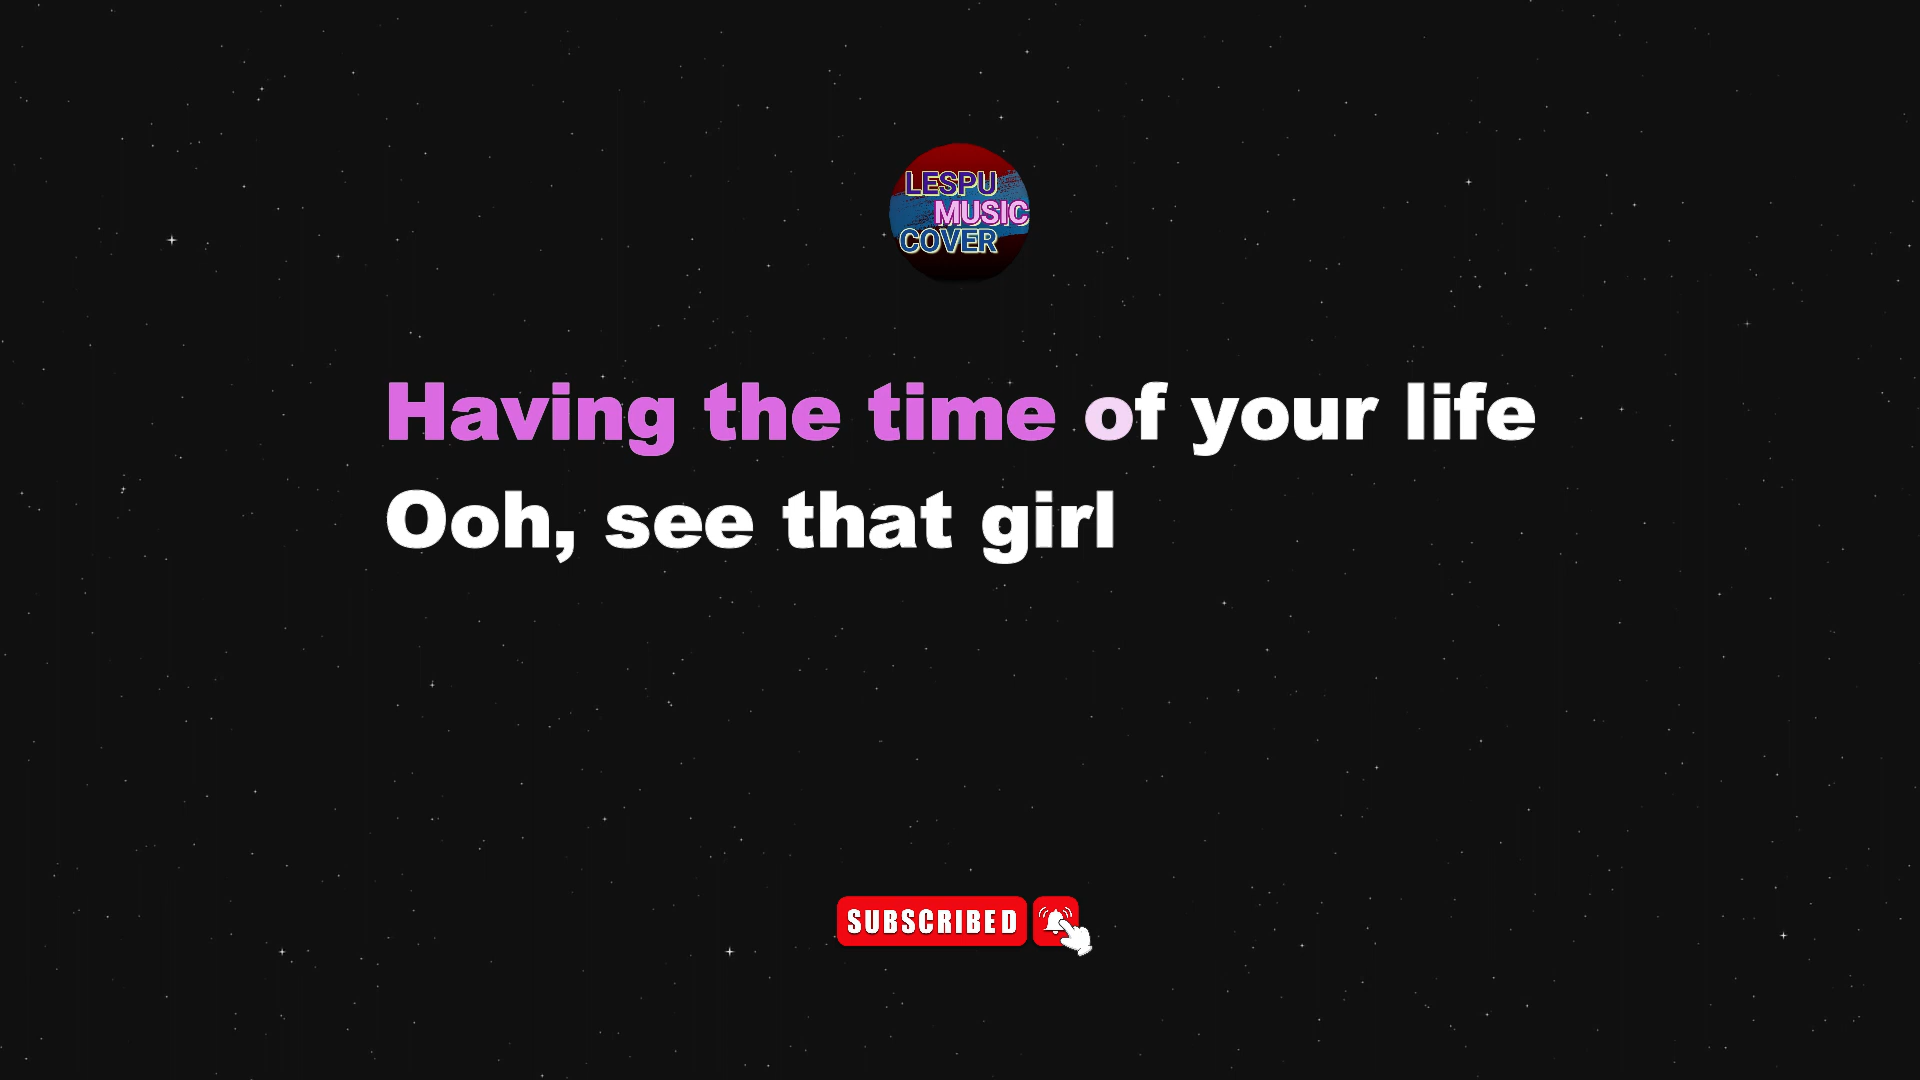 LESPU
MUSIC
COVER
Having the time of your life
Ooh, see that girl
SUBSCRIBED